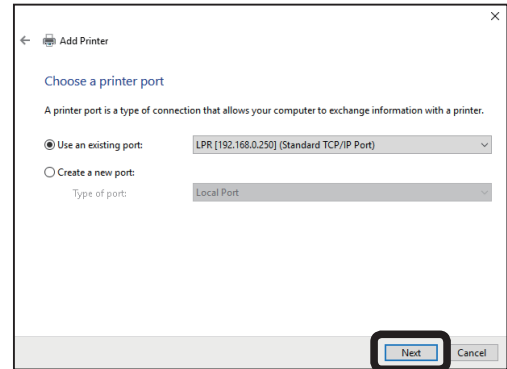 Add Printer
Choose a printer port
A printer port is a type of connection that allows your computer to exchange information with a printer.
Use an existing port: LPR [192.168.0.250] (Standard TCP/IP Port)
Create a new port:
Type of port: Local Port
Next Cancel